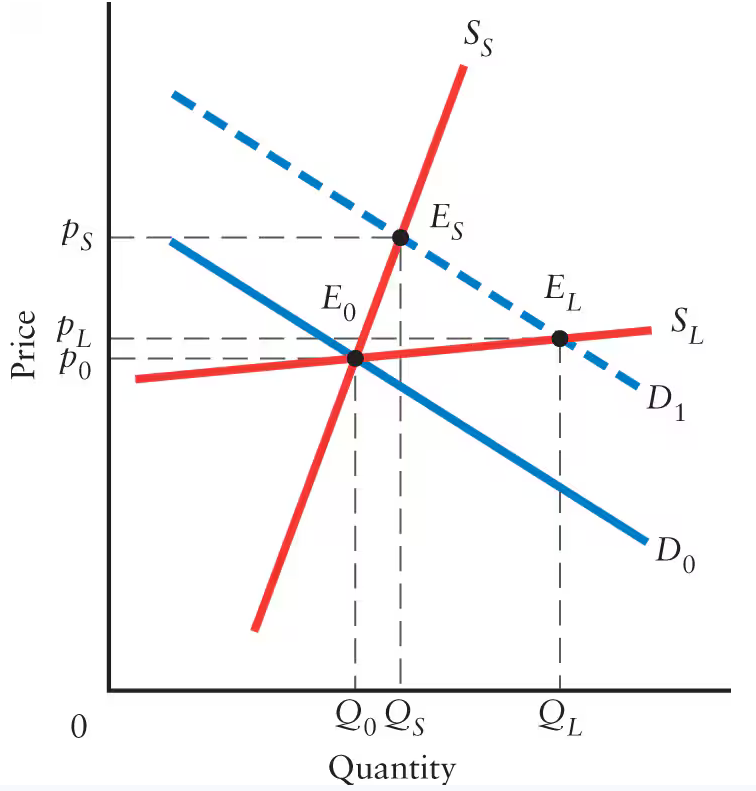 S_S
p_S
E_S
E_0
E_L
p_L
S_L
p_0
Price
D_1
D_0
0
Q_0 Q_S
Q_L
Quantity